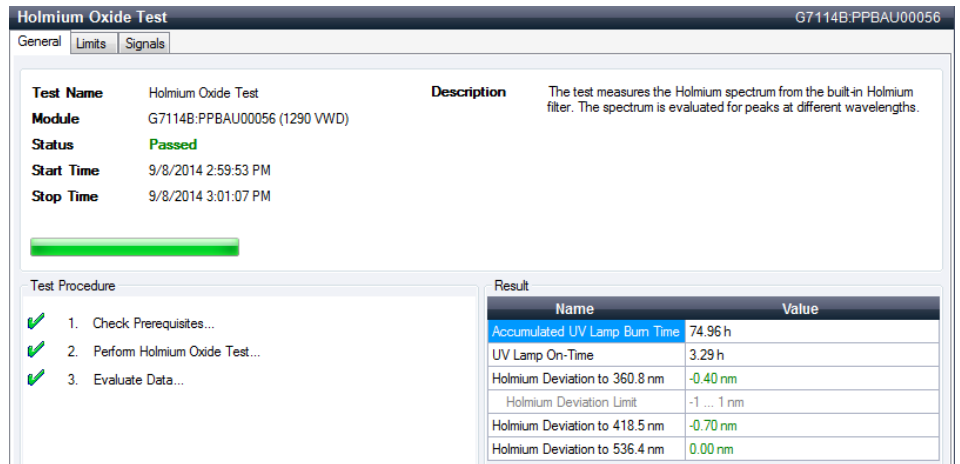 Holmium Oxide Test G7114B:PPBAU00056
General Limits Signals
Test Name Holmium Oxide Test
Module G7114B:PPBAU00056 (1290 VWD)
Status Passed
Start Time 9/8/2014 2:59:53 PM
Stop Time 9/8/2014 3:01:07 PM
Description The test measures the Holmium spectrum from the built-in Holmium
filter. The spectrum is evaluated for peaks at different wavelengths.
Test Procedure
1. Check Prerequisites...
2. Perform Holmium Oxide Test...
3. Evaluate Data...
Result
Name Value
Accumulated UV Lamp Burn Time 74.96 h
UV Lamp On-Time 3.29 h
Holmium Deviation to 360.8 nm -0.40 nm
Holmium Deviation Limit -1 ... 1 nm
Holmium Deviation to 418.5 nm -0.70 nm
Holmium Deviation to 536.4 nm 0.00 nm